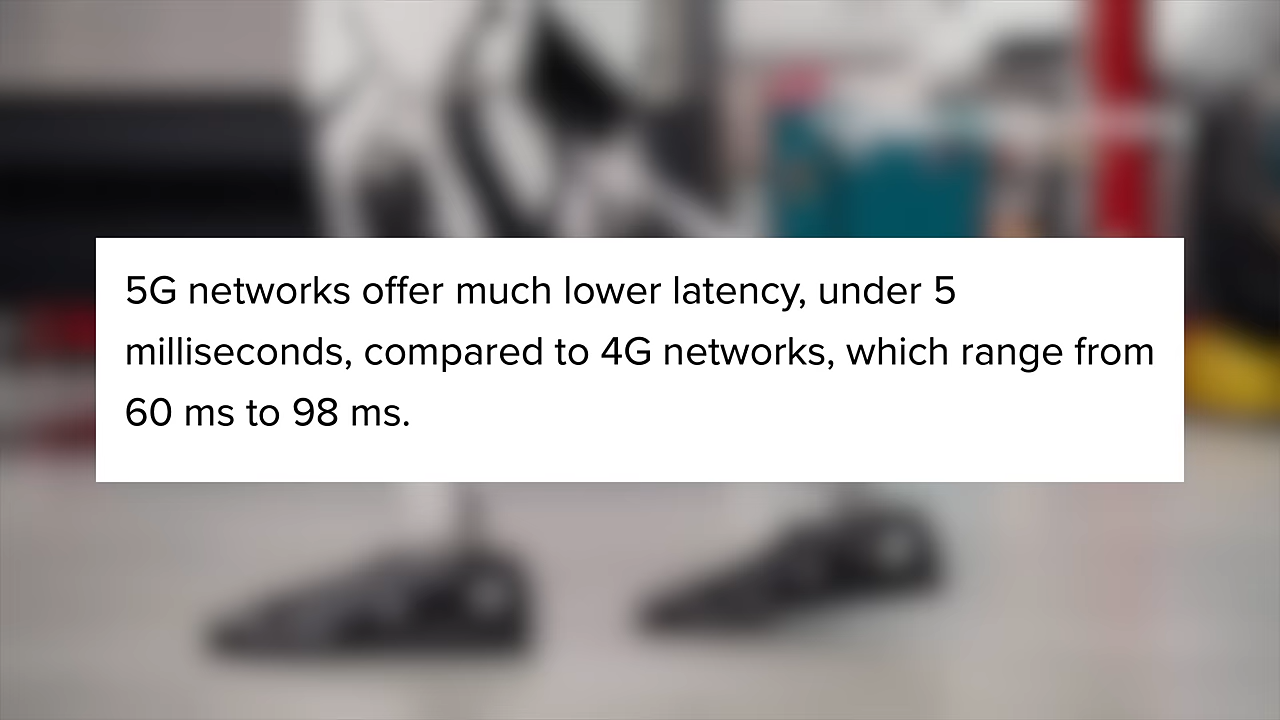 5G networks offer much lower latency, under 5
milliseconds, compared to 4G networks, which range from
60 ms to 98 ms.